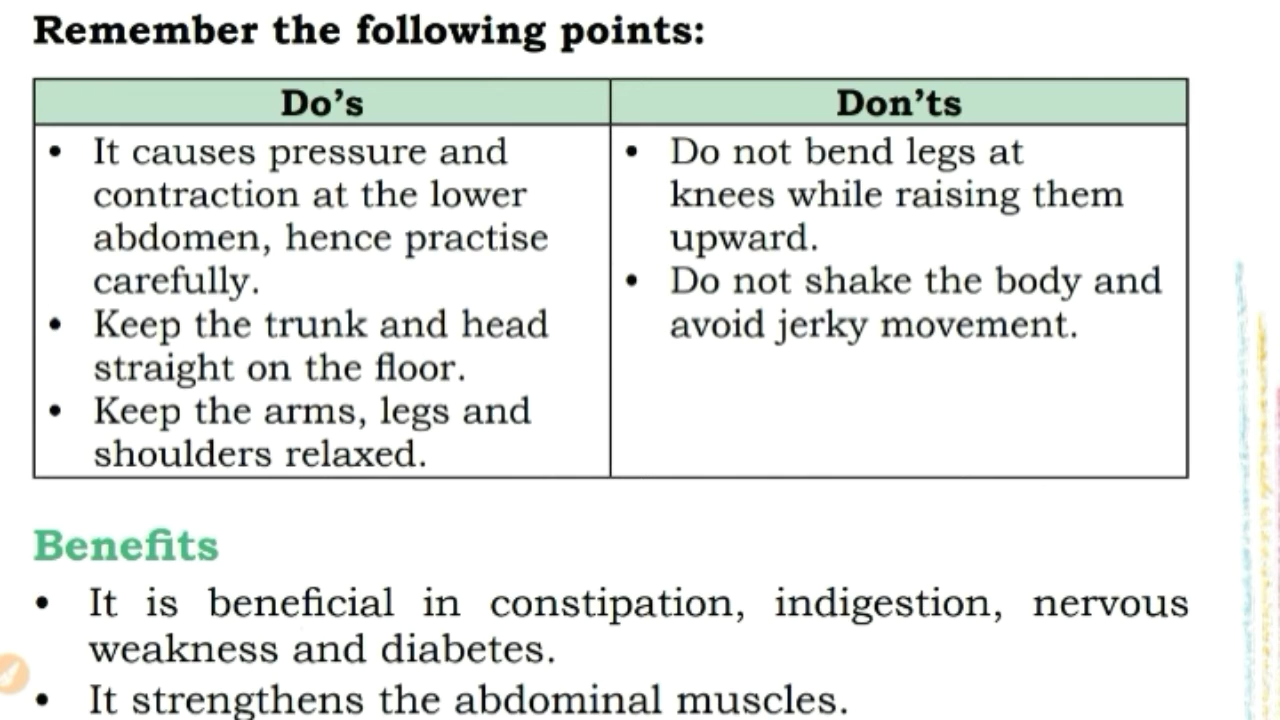 Remember the following points:
Do’s
• It causes pressure and
contraction at the lower
abdomen, hence practise
carefully.
• Keep the trunk and head
straight on the floor.
• Keep the arms, legs and
shoulders relaxed.
Don’ts
• Do not bend legs at
knees while raising them
upward.
• Do not shake the body and
avoid jerky movement.
Benefits
• It is beneficial in constipation, indigestion, nervous
weakness and diabetes.
• It strengthens the abdominal muscles.